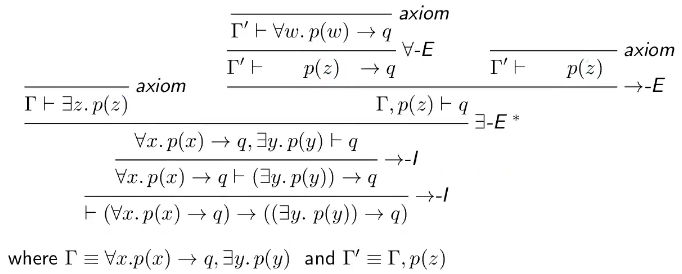 axiom
Γ′ ⊢ ∀w. p(w) → q
∀-E axiom
Γ′ ⊢ p(z) → q Γ′ ⊢ p(z)
axiom →-E
Γ ⊢ ∃z. p(z) Γ, p(z) ⊢ q
∃-E *
∀x. p(x) → q, ∃y. p(y) ⊢ q
→-I
∀x. p(x) → q ⊢ (∃y. p(y)) → q
→-I
⊢ (∀x. p(x) → q) → ((∃y. p(y)) → q)
where Γ ≡ ∀x.p(x) → q, ∃y. p(y) and Γ′ ≡ Γ, p(z)